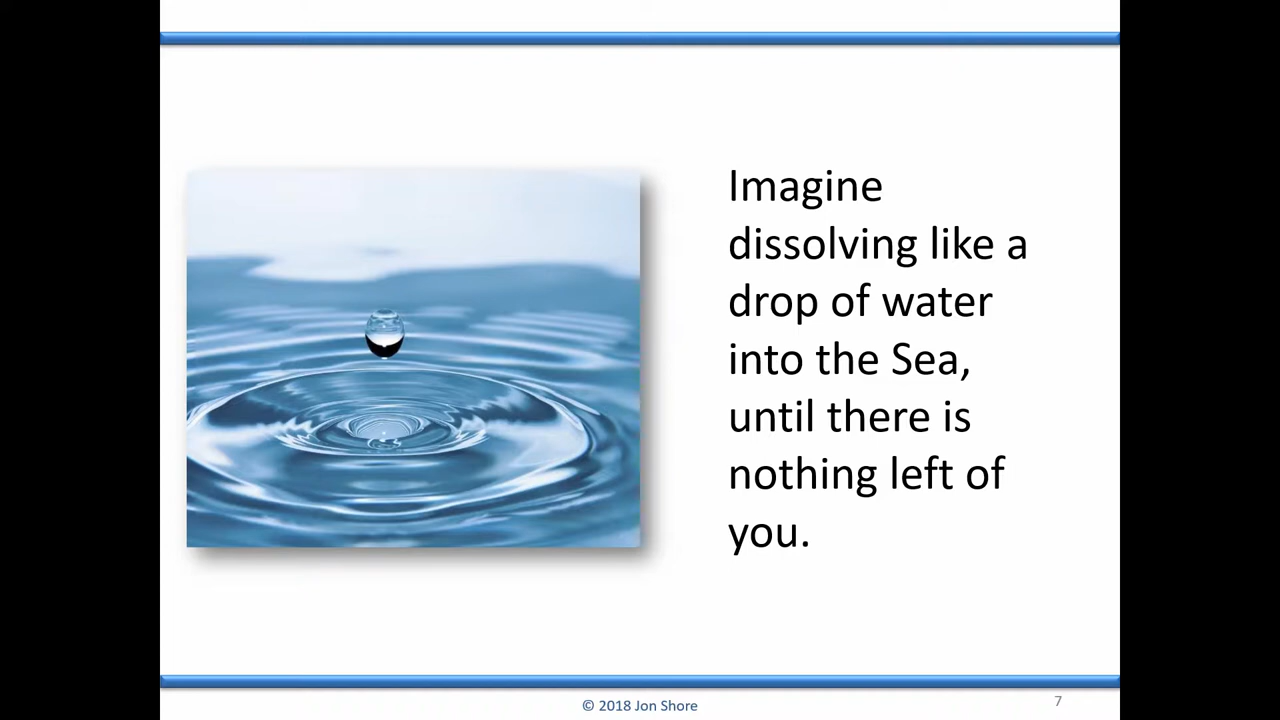 Imagine
dissolving like a
drop of water
into the Sea,
until there is
nothing left of
you.
© 2018 Jon Shore
7